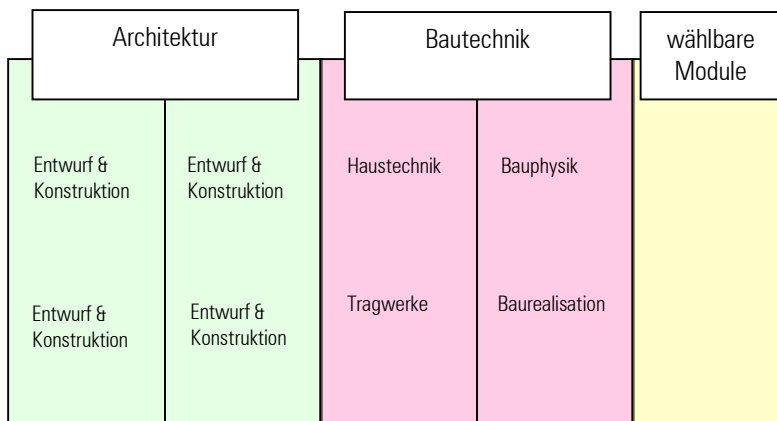 Architektur
Bautechnik
wählbare
Module
Entwurf &
Konstruktion
Entwurf &
Konstruktion
Haustechnik
Bauphysik
Entwurf &
Konstruktion
Entwurf &
Konstruktion
Tragwerke
Baurealisation